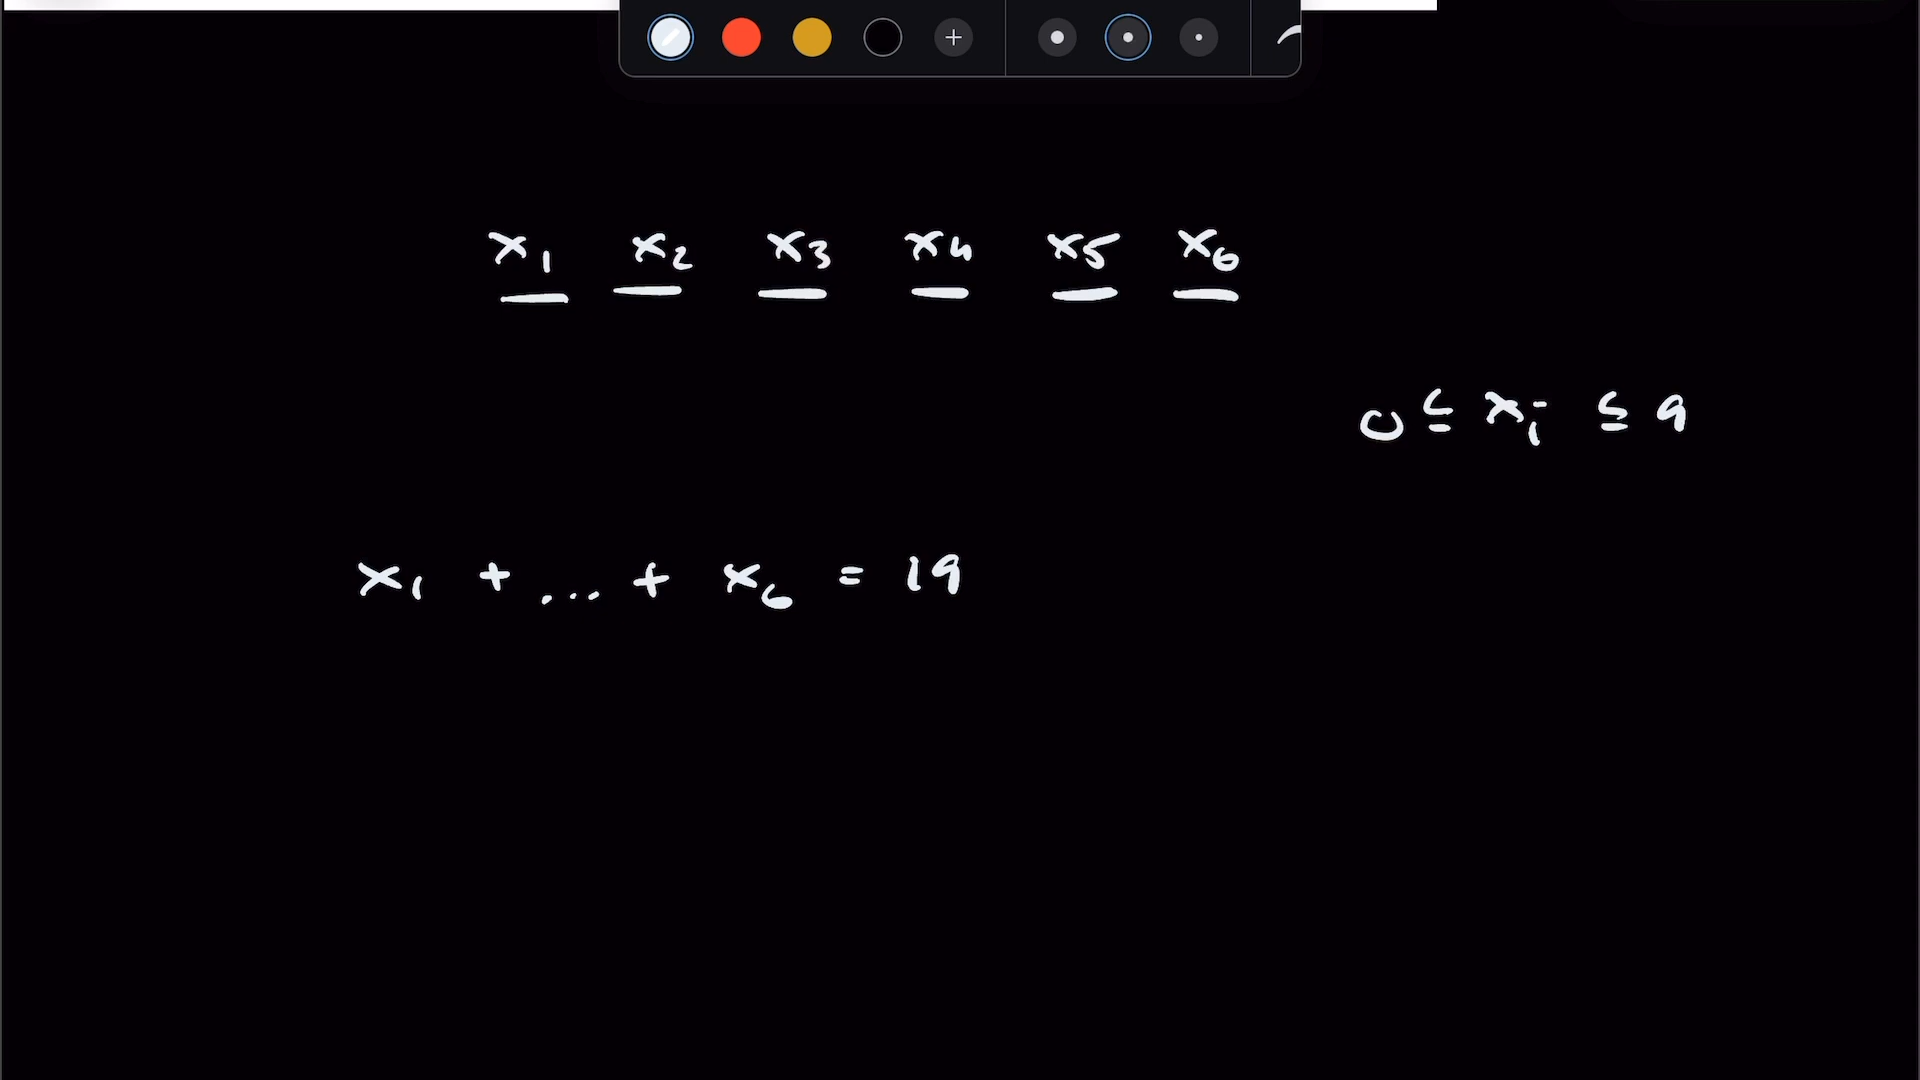 x₁ x₂ x₃ x₄ x₅ x₆
0 ≤ xᵢ ≤ 9
x₁ + ... + x₆ = 19